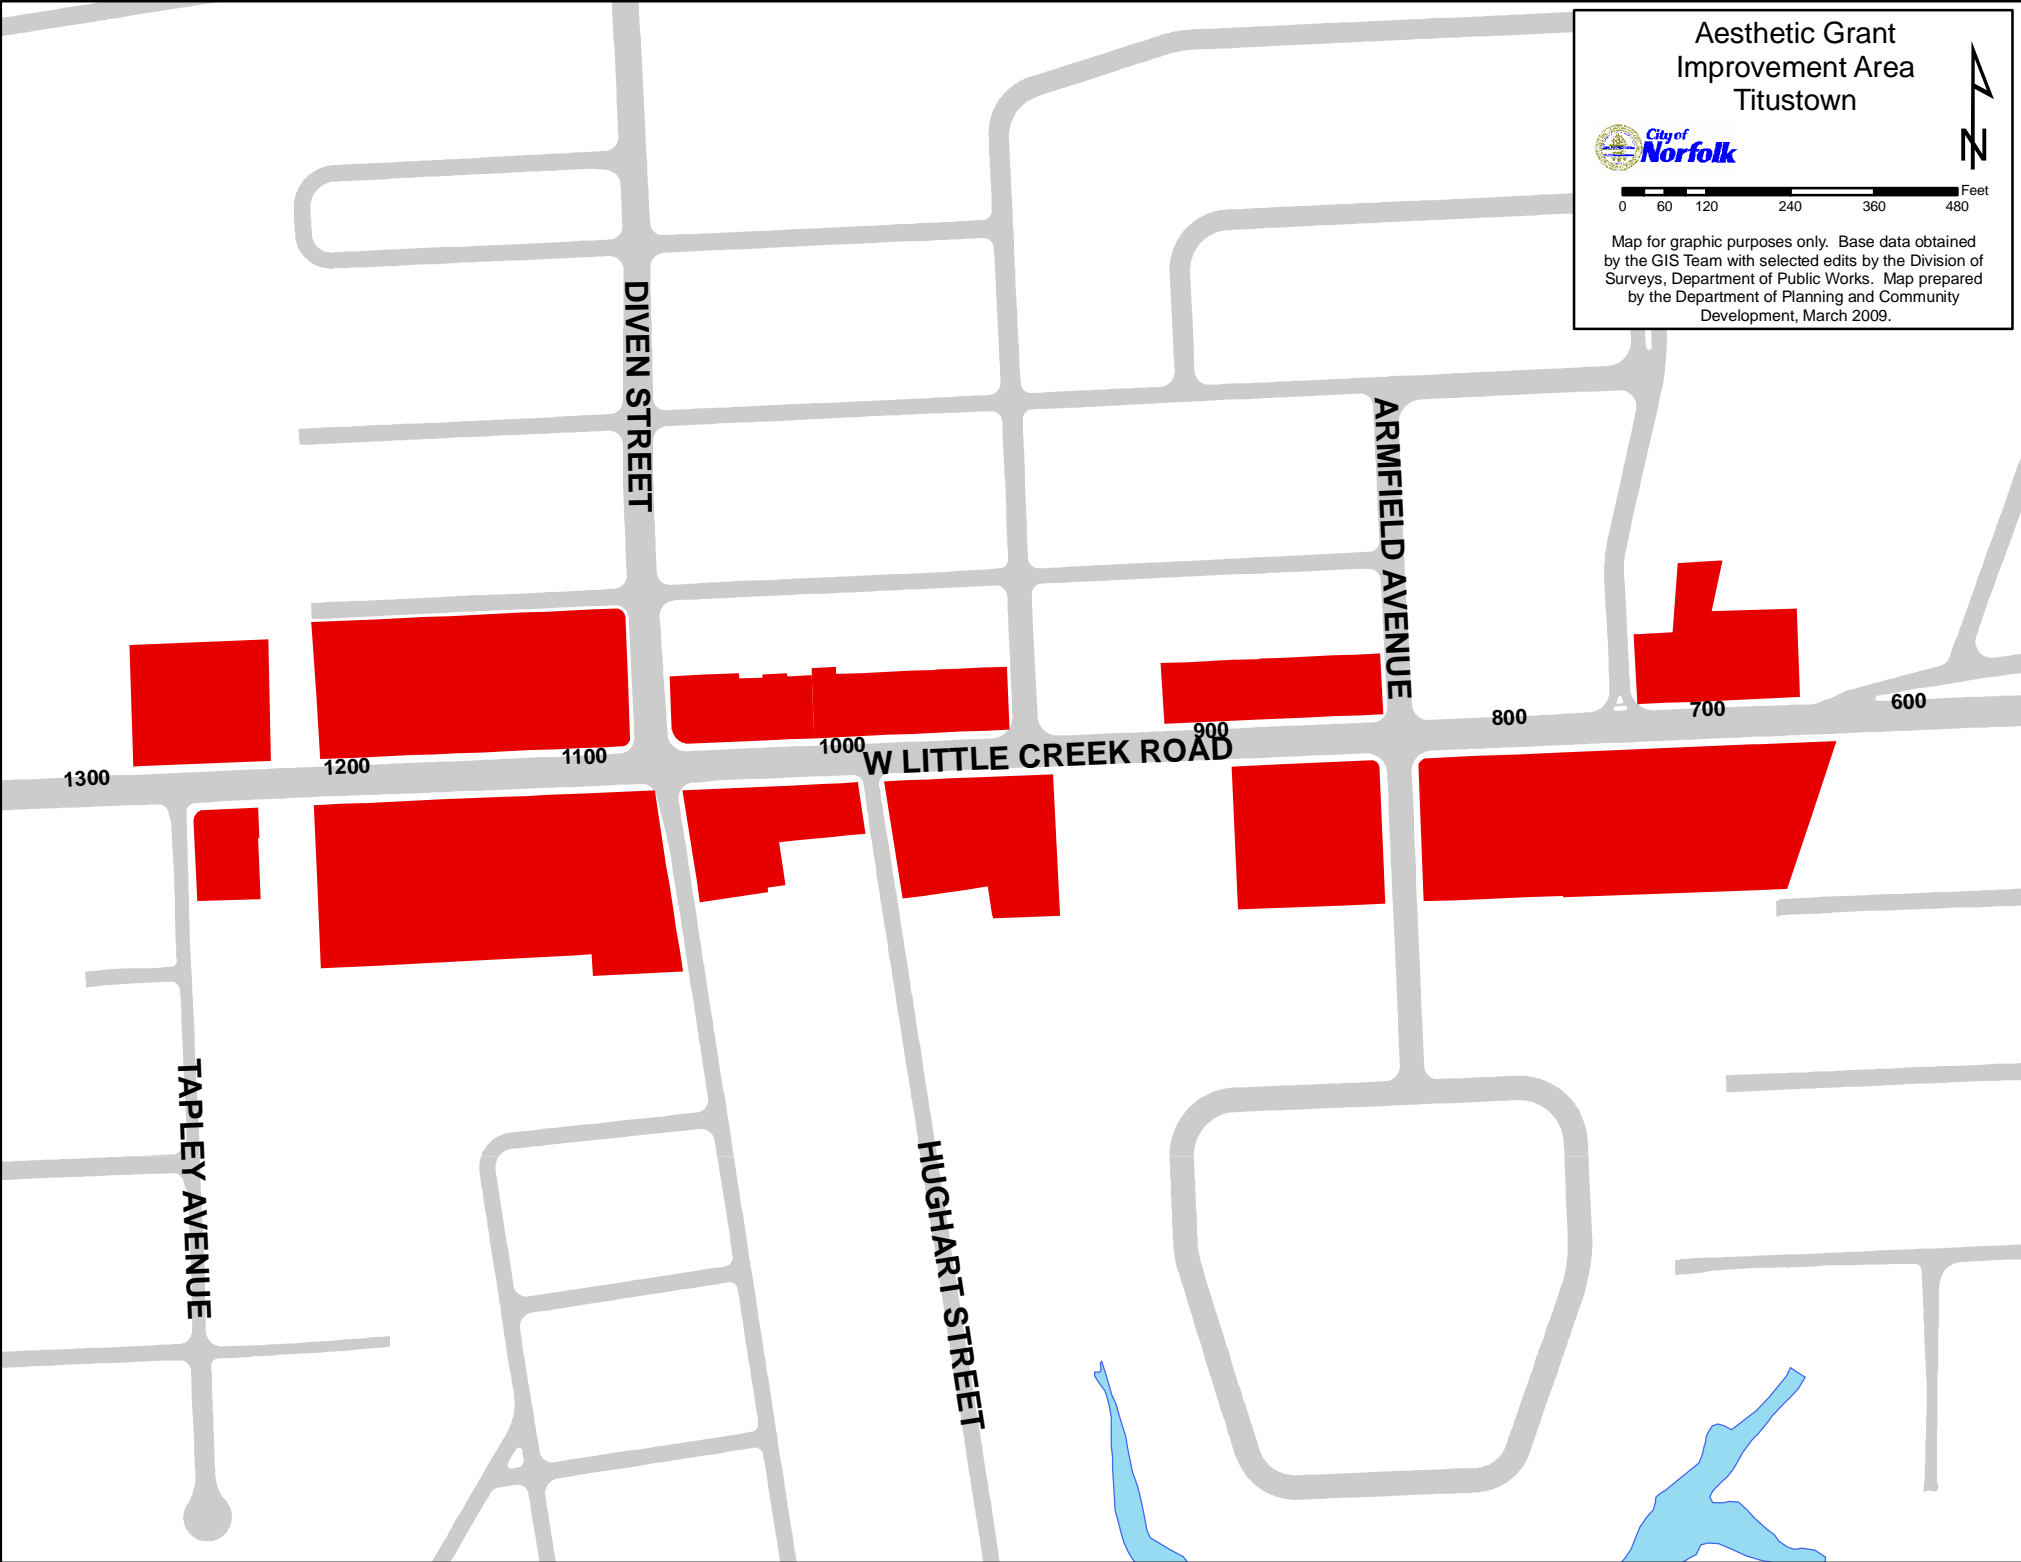 Aesthetic Grant
Improvement Area
Titustown
City of
Norfolk
N
Feet
0 60 120 240 360 480
Map for graphic purposes only. Base data obtained
by the GIS Team with selected edits by the Division of
Surveys, Department of Public Works. Map prepared
by the Department of Planning and Community
Development, March 2009.
DIVEN STREET
ARMFIELD AVENUE
1300
1200
1100
1000
900
800
700
600
W LITTLE CREEK ROAD
TAPLEY AVENUE
HUGHART STREET